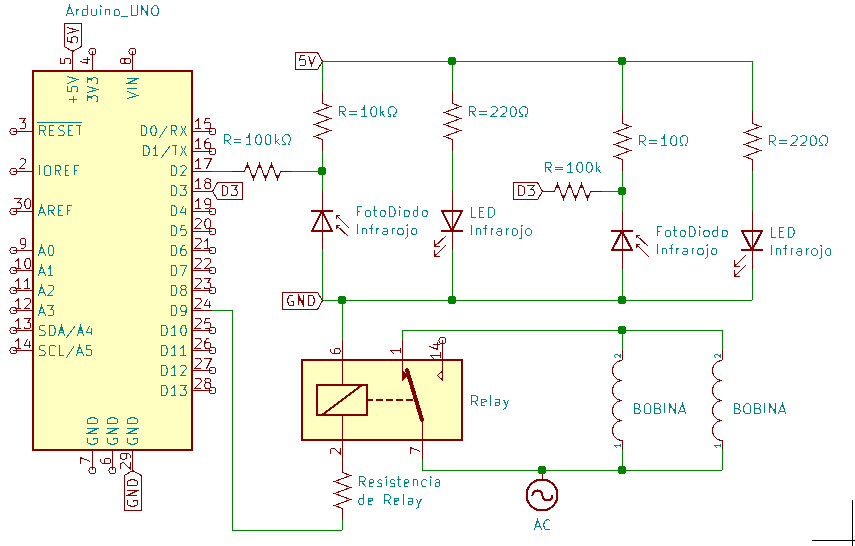 Arduino_UNO
5V
5
4
8
+5V
3V3
VIN
3
RESET
2
IOREF
30
AREF
9
A0
10
A1
11
A2
12
A3
13
SDA/A4
14
SCL/A5
D0/RX
15
D1/TX
16
D2
17
D3
18
D3
D4
19
D5
20
D6
21
D7
22
D8
23
D9
24
D10
25
D11
26
D12
27
D13
28
GND
GND
GND
7
6
29
GND
R=100kΩ
5V
R=10kΩ
R=220Ω
R=100k
D3
R=10Ω
R=220Ω
FotoDiodo
Infrarojo
LED
Infrarojo
FotoDiodo
Infrarojo
LED
Infrarojo
GND
6
1
14
Relay
2
7
Resistencia
de Relay
2
BOBINA
1
2
BOBINA
1
AC